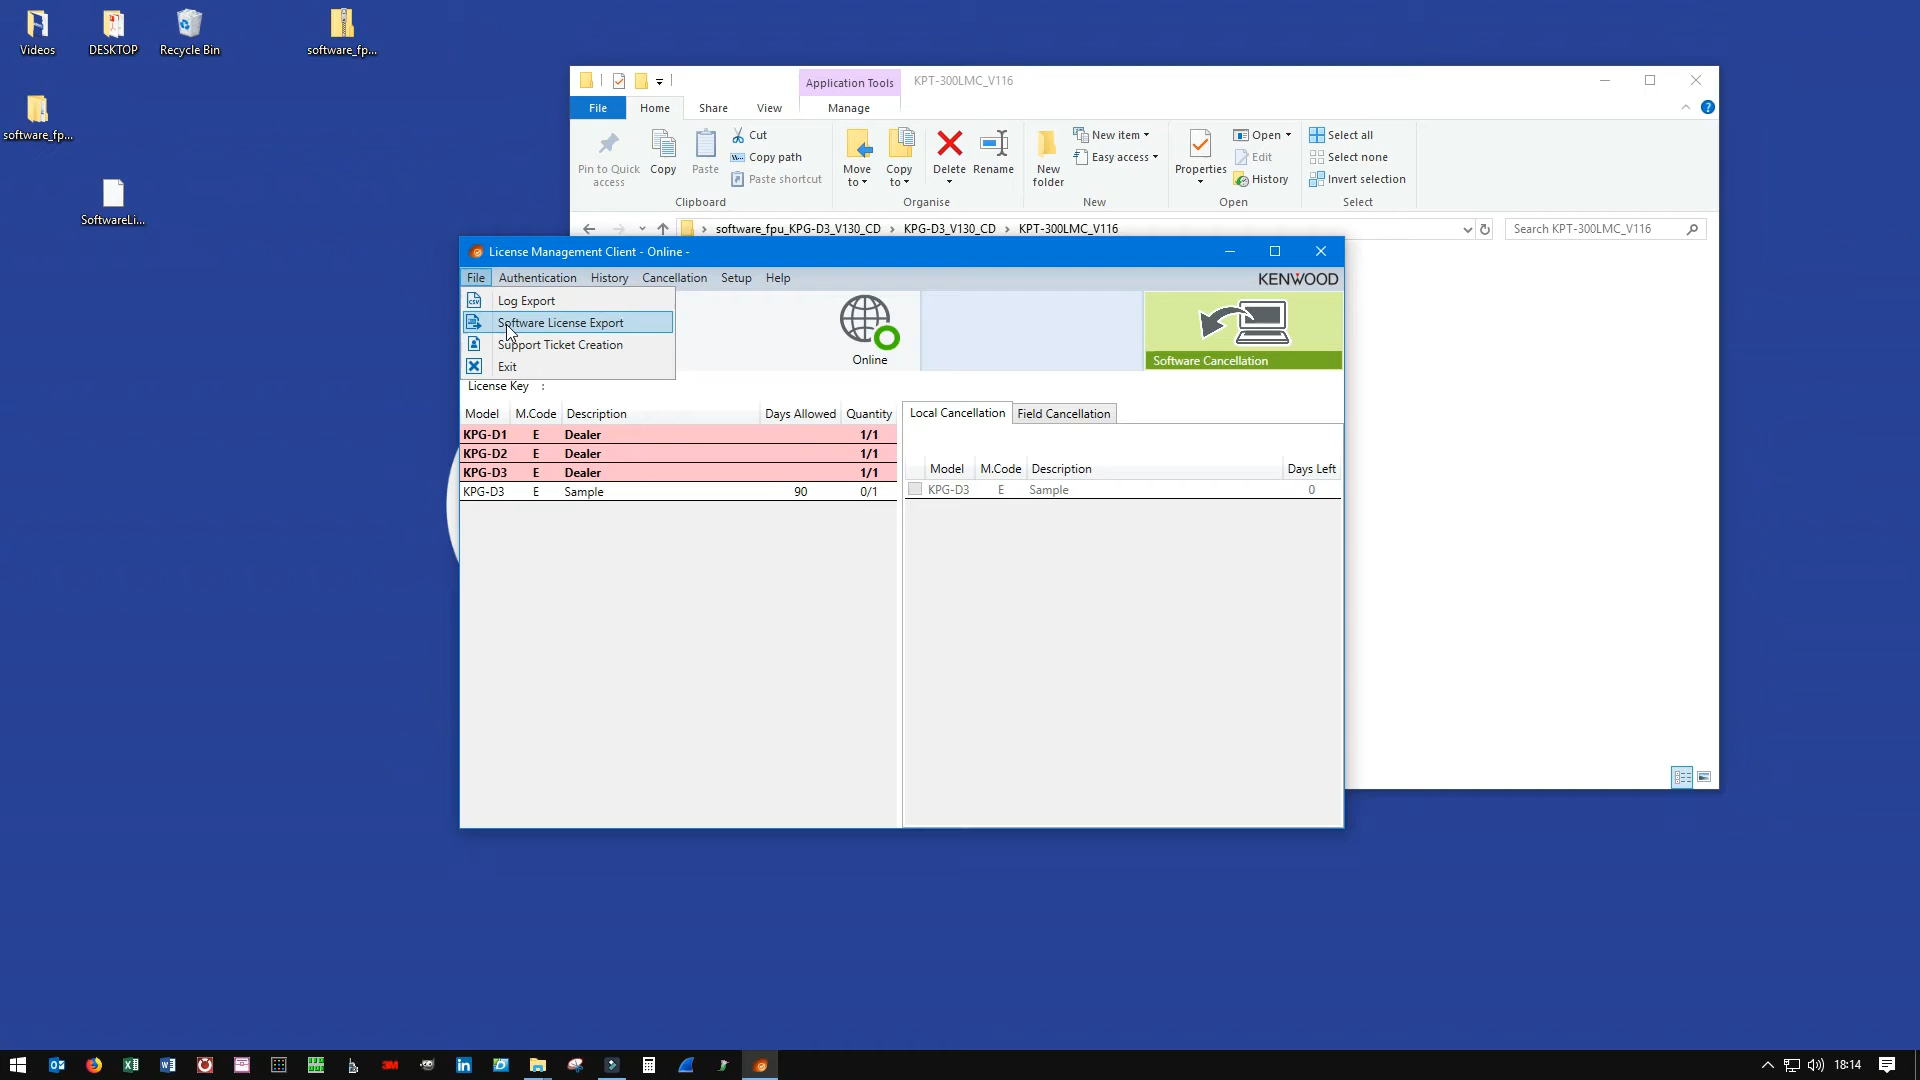 Videos
DESKTOP
Recycle Bin
software_fp...
software_fp...
SoftwareLi...
Application Tools
KPT-300LMC_V116
File
Home
Share
View
Manage
Pin to Quick
access
Copy
Paste
Cut
Copy path
Paste shortcut
Clipboard
Move
to
Copy
to
Delete
Rename
Organise
New
folder
New item
Easy access
New
Properties
Open
Edit
History
Open
Select all
Select none
Invert selection
Select
software_fpu_KPG-D3_V130_CD
KPG-D3_V130_CD
KPT-300LMC_V116
Search KPT-300LMC_V116
License Management Client - Online -
File Authentication History Cancellation Setup Help
KENWOOD
CSV
Log Export
Software License Export
Support Ticket Creation
Exit
Online
Software Cancellation
License Key :
Model M.Code Description Days Allowed Quantity
KPG-D1 E Dealer 1/1
KPG-D2 E Dealer 1/1
KPG-D3 E Dealer 1/1
KPG-D3 E Sample 90 0/1
Local Cancellation Field Cancellation
Model M.Code Description Days Left
KPG-D3 E Sample 0
3M
18:14